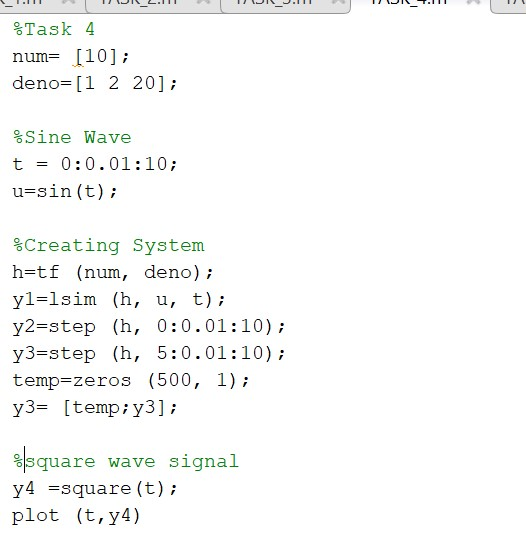 TASK_2.m
TASK_4.m
%Task 4
num= [10];
deno=[1 2 20];
%Sine Wave
t = 0:0.01:10;
u=sin(t);
%Creating System
h=tf (num, deno);
y1=lsim (h, u, t);
y2=step (h, 0:0.01:10);
y3=step (h, 5:0.01:10);
temp=zeros (500, 1);
y3= [temp;y3];
%square wave signal
y4 =square(t);
plot (t,y4)